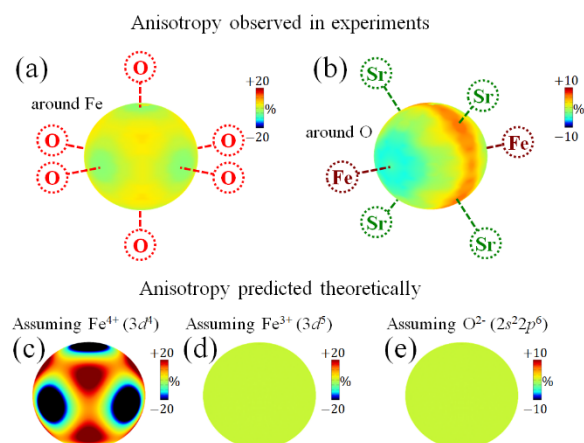 Anisotropy observed in experiments
(a)
around Fe
O
O
O
O
O
O
+20
%
−20
(b)
around O
Sr
Sr
Fe
Fe
Sr
Sr
+10
%
−10
Anisotropy predicted theoretically
Assuming Fe⁴⁺ (3d⁴)
(c)
+20
%
−20
Assuming Fe³⁺ (3d⁵)
(d)
+20
%
−20
Assuming O²⁻ (2s²2p⁶)
(e)
+10
%
−10